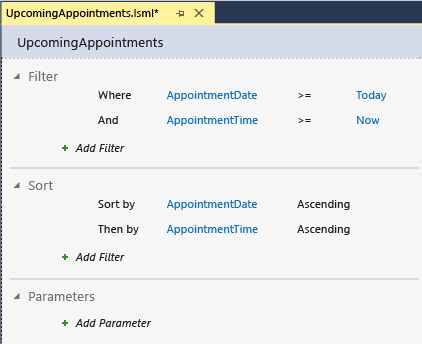 UpcomingAppointments.lsml*
UpcomingAppointments
Filter
Where AppointmentDate >= Today
And AppointmentTime >= Now
+ Add Filter
Sort
Sort by AppointmentDate Ascending
Then by AppointmentTime Ascending
+ Add Filter
Parameters
+ Add Parameter